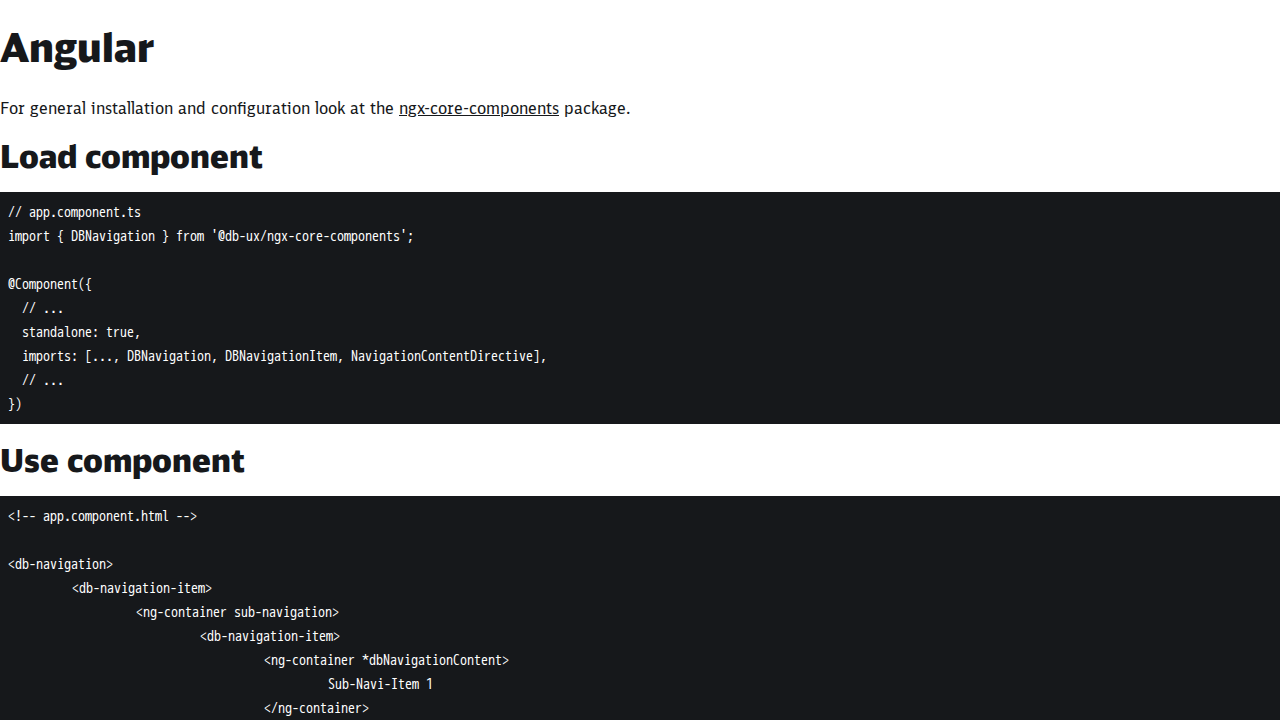 Angular
For general installation and configuration look at the ngx-core-components package.
Load component
// app.component.ts
import { DBNavigation } from '@db-ux/ngx-core-components';
@Component({
  // ...
  standalone: true,
  imports: [..., DBNavigation, DBNavigationItem, NavigationContentDirective],
  // ...
})
Use component
<!-- app.component.html -->
<db-navigation>
	<db-navigation-item>
		<ng-container sub-navigation>
			<db-navigation-item>
				<ng-container *dbNavigationContent>
					Sub-Navi-Item 1
				</ng-container>